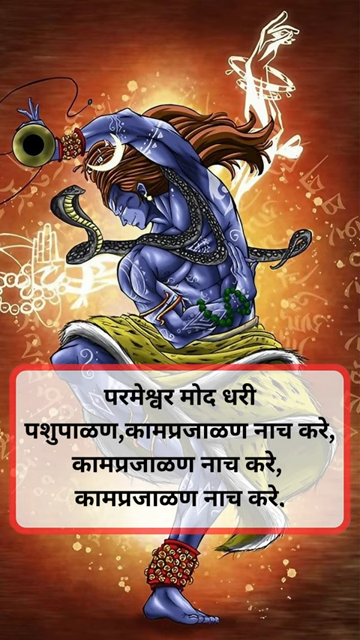 परमेश्वर मोद धरी
पशुपाळण,कामप्रजाळण नाच करे,
कामप्रजाळण नाच करे,
कामप्रजाळण नाच करे.